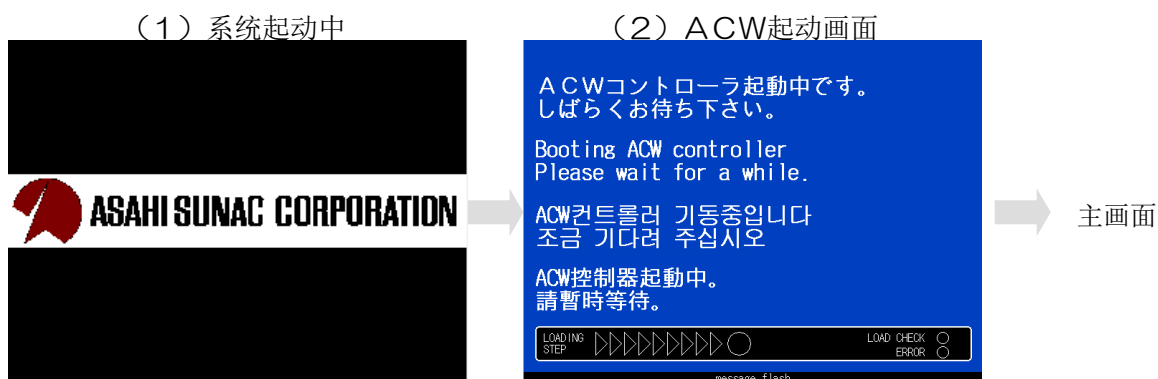 （１）系统起动中
（２）ＡＣＷ起动画面
ASAHI SUNAC CORPORATION
ＡＣＷコントローラ起動中です。
しばらくお待ち下さい。
Booting ACW controller
Please wait for a while.
ACW컨트롤러 기동중입니다
조금 기다려 주십시오
ACW控制器起動中。
請暫時等待。
LOADING
STEP
LOAD CHECK
ERROR
message flash
主画面